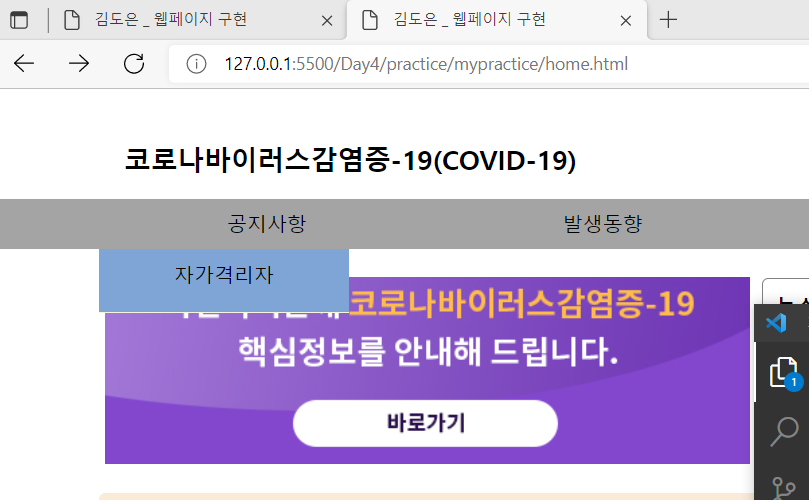 김도은 _ 웹페이지 구현
김도은 _ 웹페이지 구현
127.0.0.1:5500/Day4/practice/mypractice/home.html
코로나바이러스감염증-19(COVID-19)
공지사항 발생동향
자가격리자
코로나바이러스감염증-19
핵심정보를 안내해 드립니다.
바로가기
1